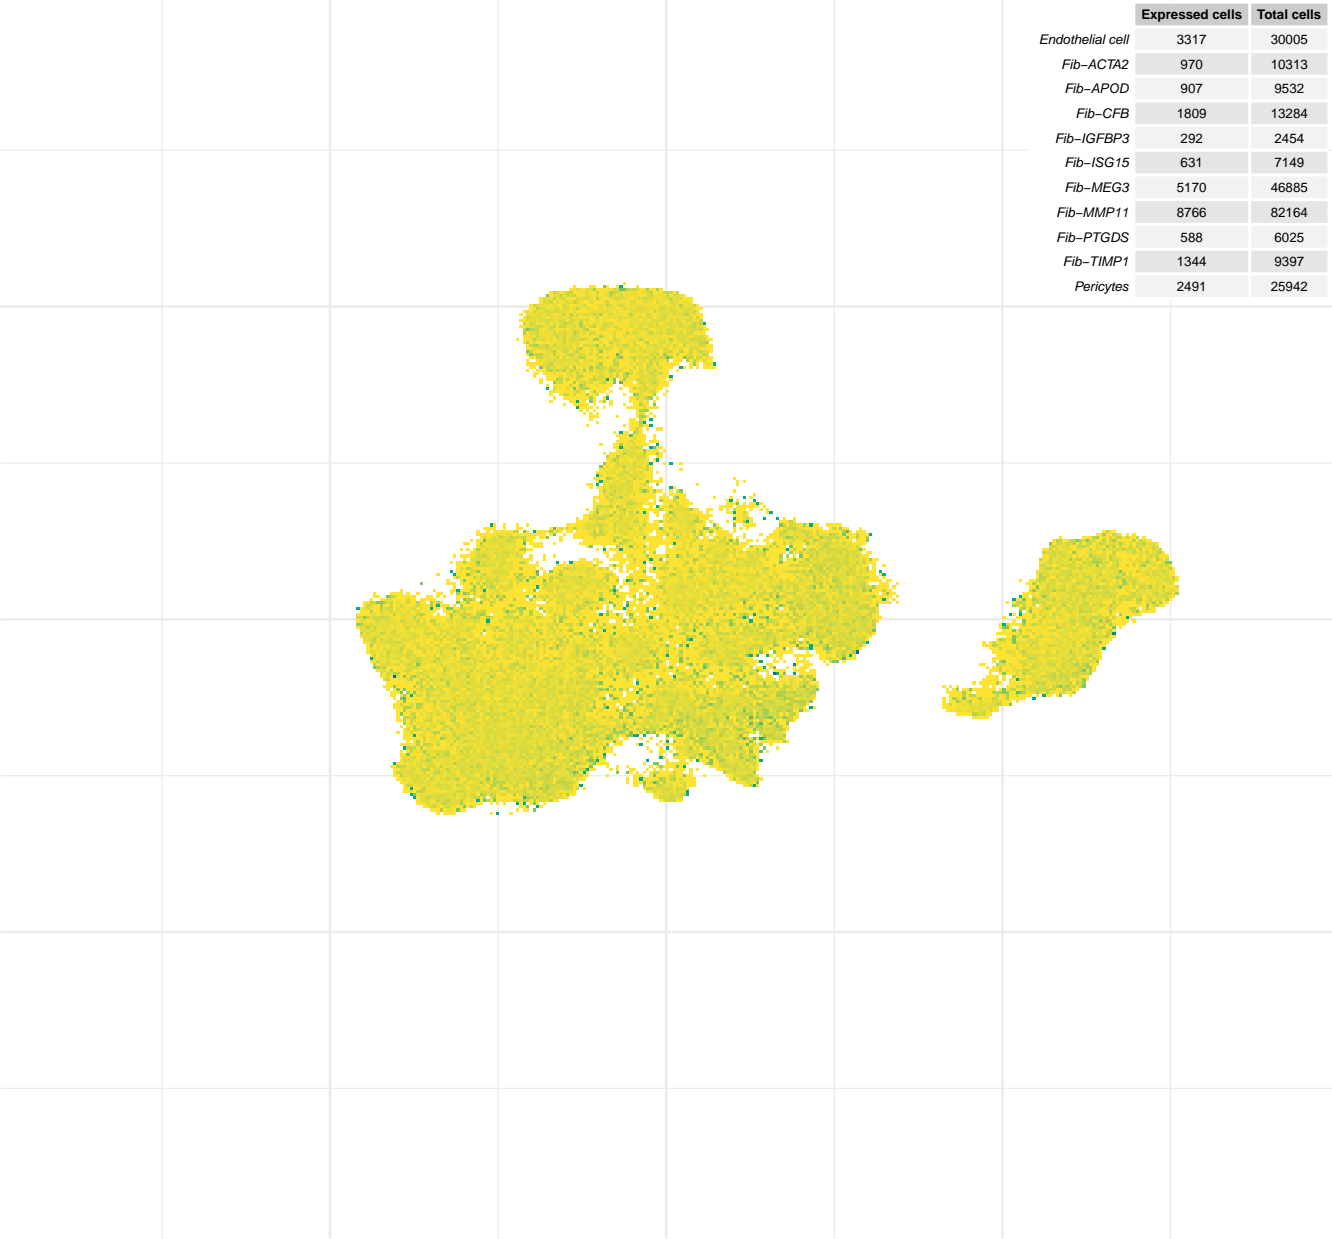 Expressed cells Total cells
Endothelial cell 3317 30005
Fib−ACTA2 970 10313
Fib−APOD 907 9532
Fib−CFB 1809 13284
Fib−IGFBP3 292 2454
Fib−ISG15 631 7149
Fib−MEG3 5170 46885
Fib−MMP11 8766 82164
Fib−PTGDS 588 6025
Fib−TIMP1 1344 9397
Pericytes 2491 25942